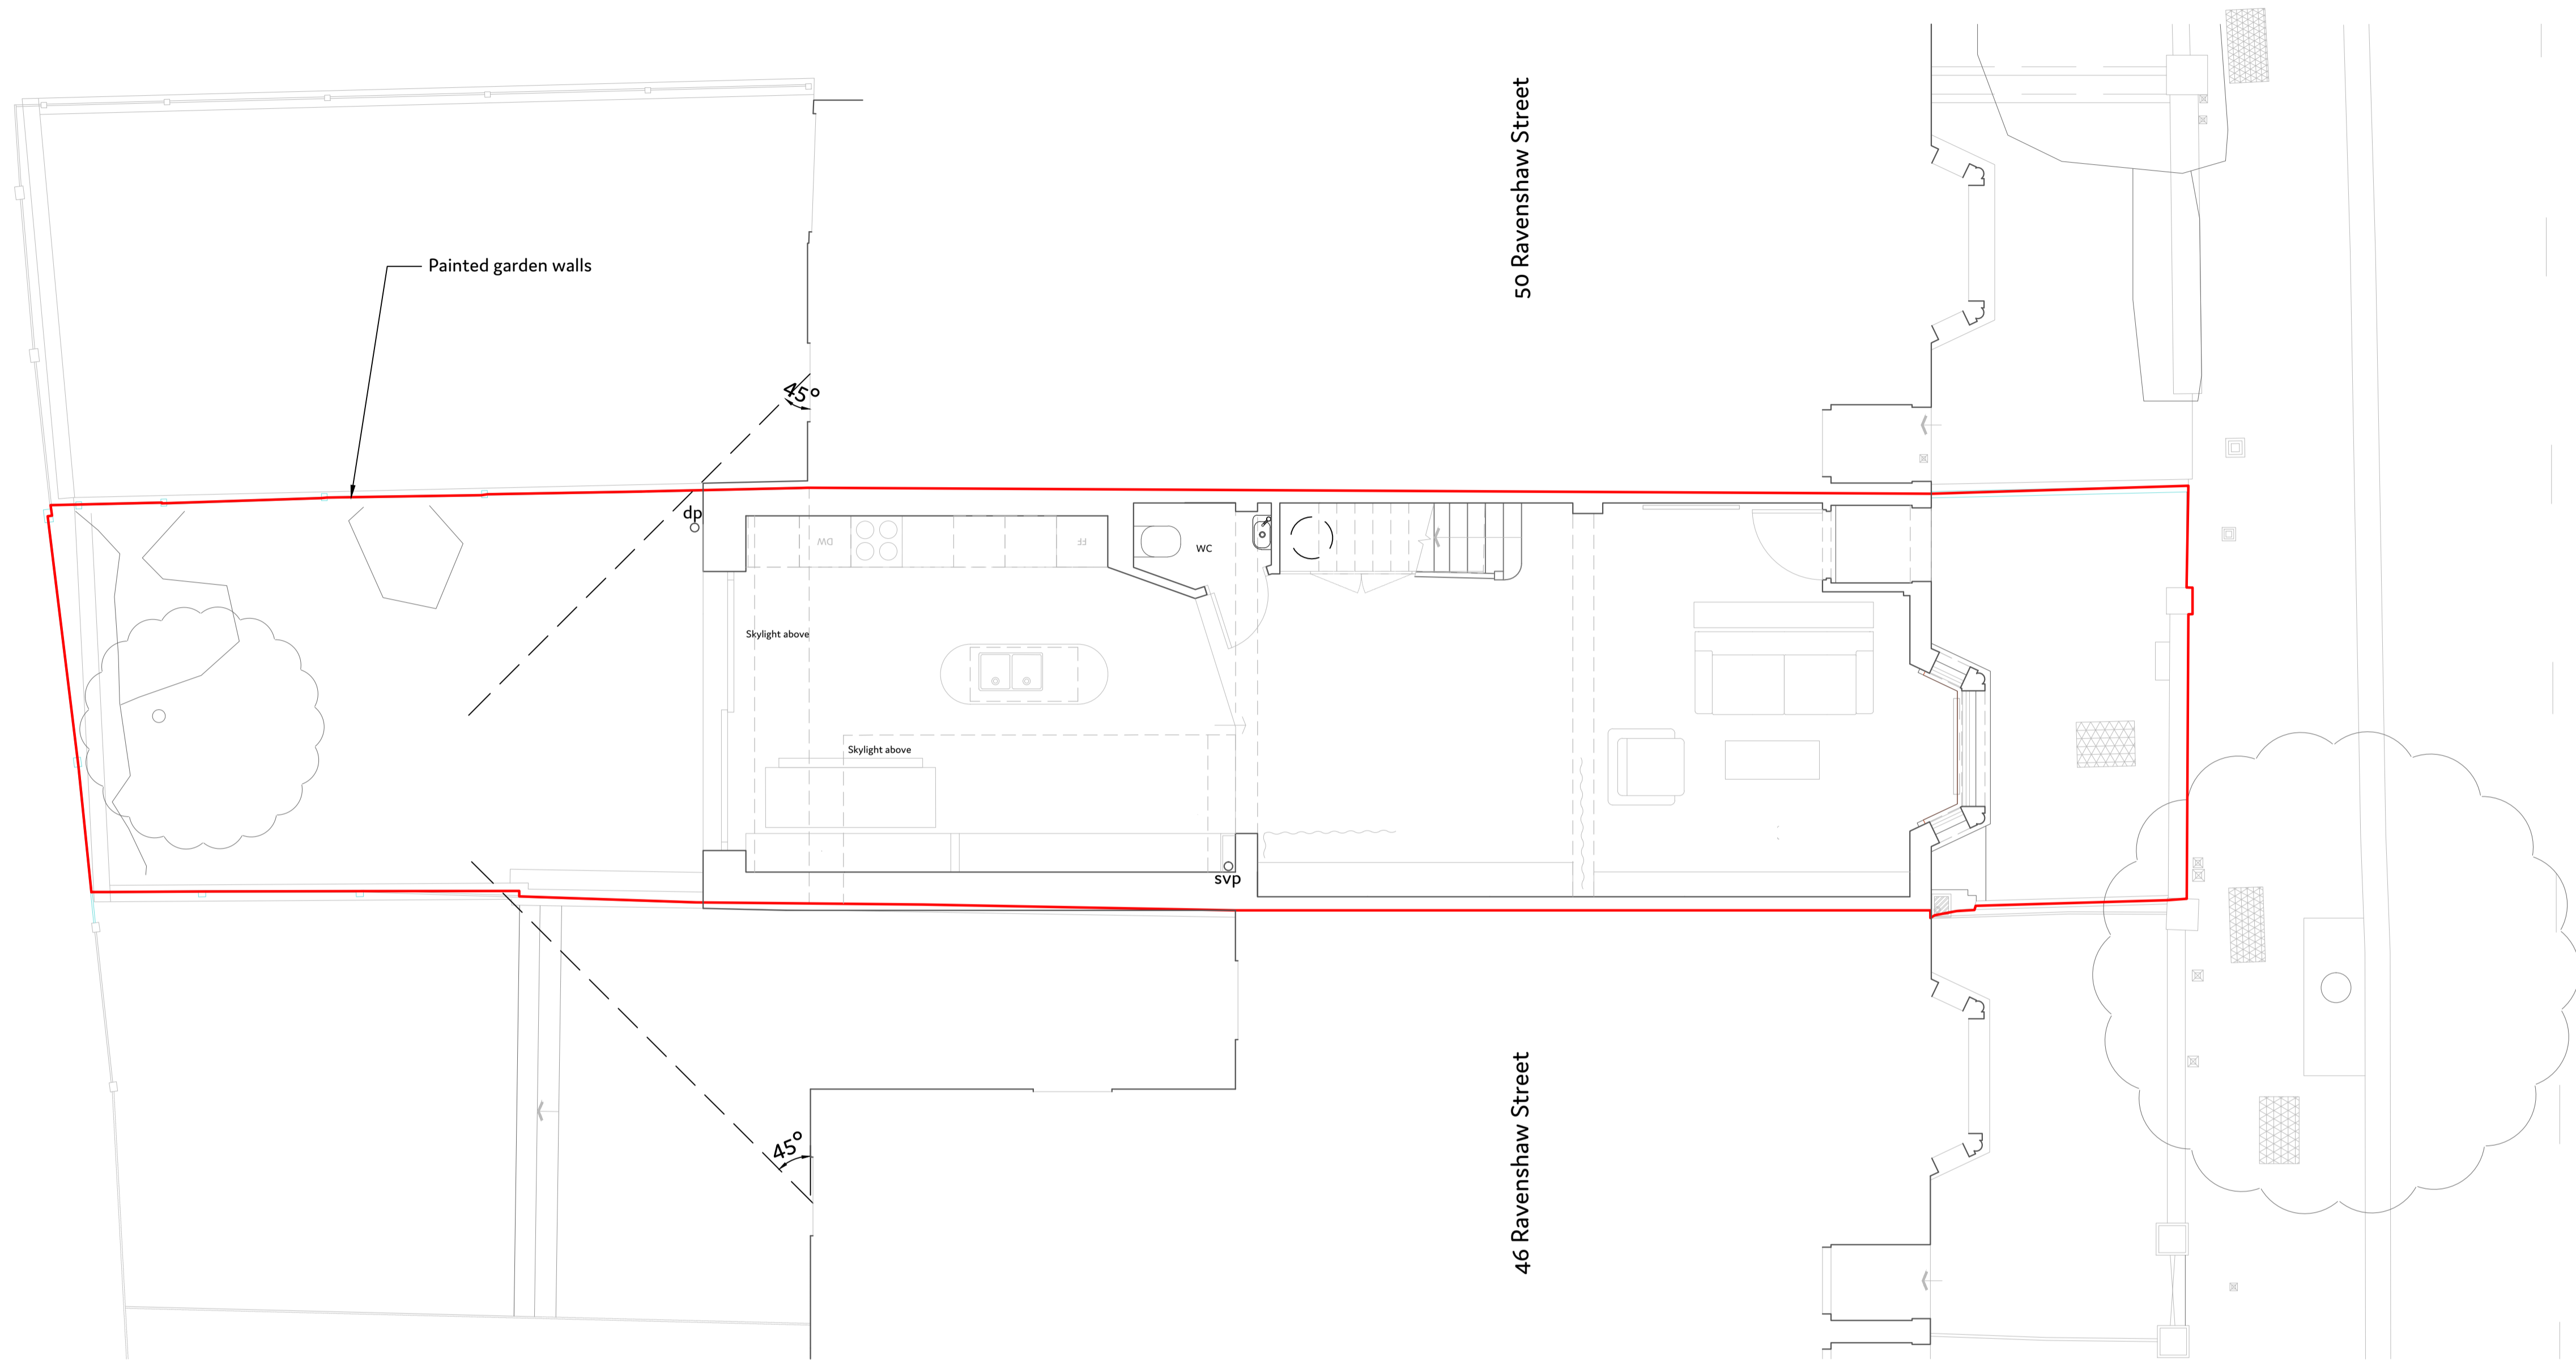 50 Ravenshaw Street
Painted garden walls
45°
dp
DW
FF
WC
Skylight above
Skylight above
svp
46 Ravenshaw Street
45°